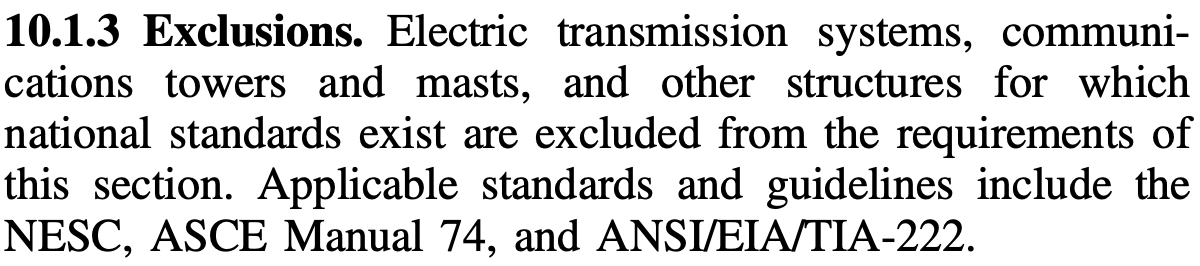 10.1.3 Exclusions. Electric transmission systems, communi-
cations towers and masts, and other structures for which
national standards exist are excluded from the requirements of
this section. Applicable standards and guidelines include the
NESC, ASCE Manual 74, and ANSI/EIA/TIA-222.